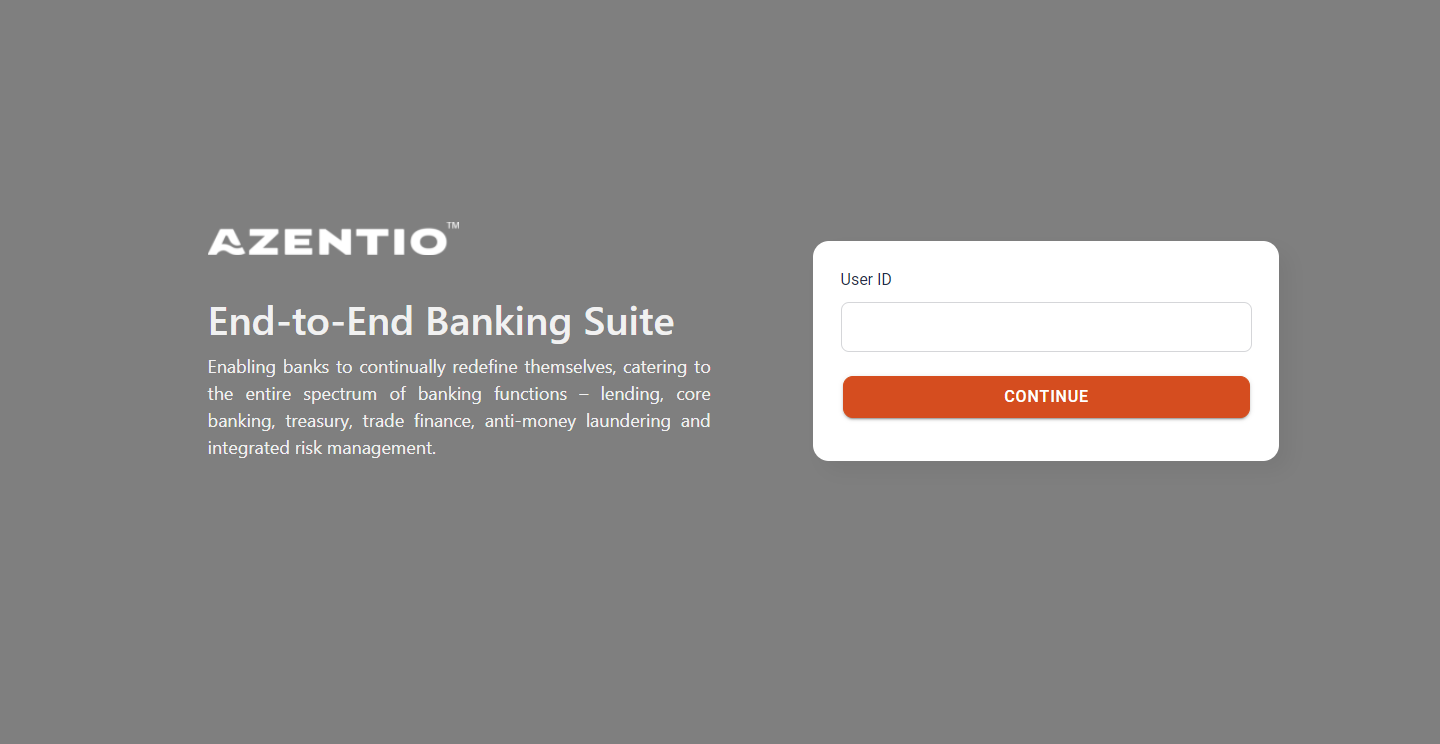 AZENTIO™
End-to-End Banking Suite
Enabling banks to continually redefine themselves, catering to
the entire spectrum of banking functions – lending, core
banking, treasury, trade finance, anti-money laundering and
integrated risk management.
User ID
CONTINUE